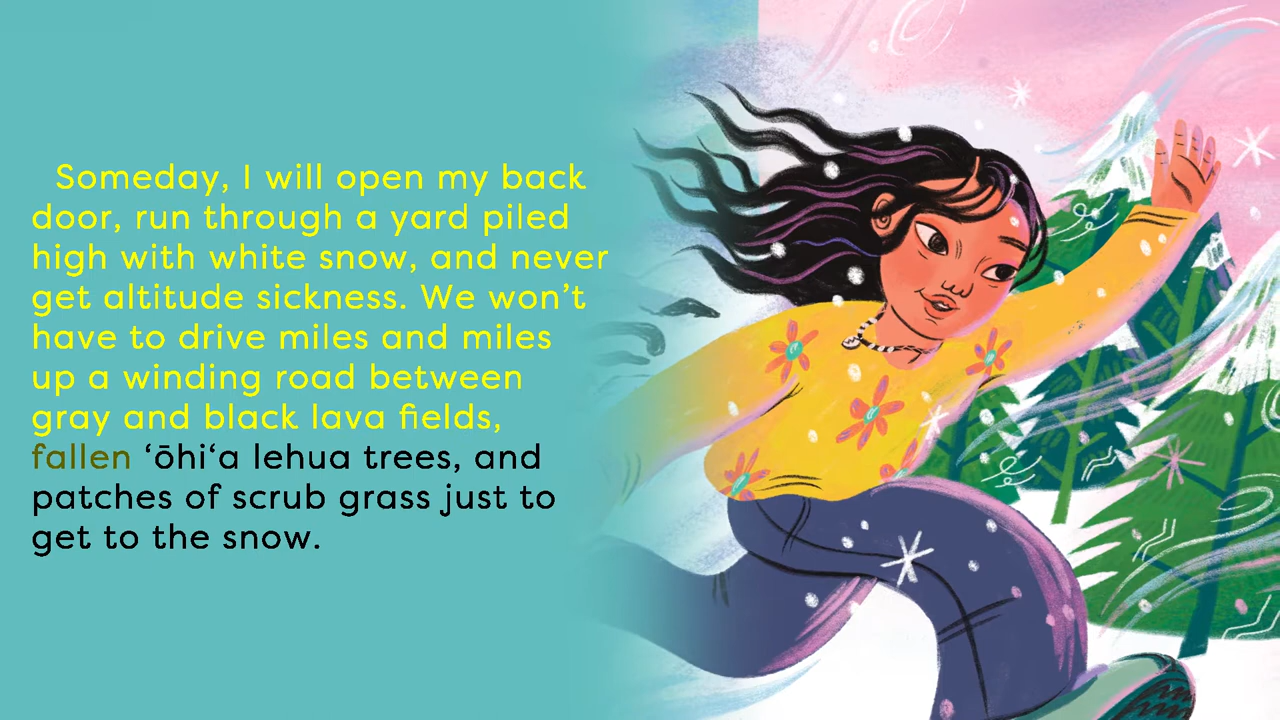 Someday, I will open my back
door, run through a yard piled
high with white snow, and never
get altitude sickness. We won’t
have to drive miles and miles
up a winding road between
gray and black lava fields,
fallen ‘ōhi‘a lehua trees, and
patches of scrub grass just to
get to the snow.